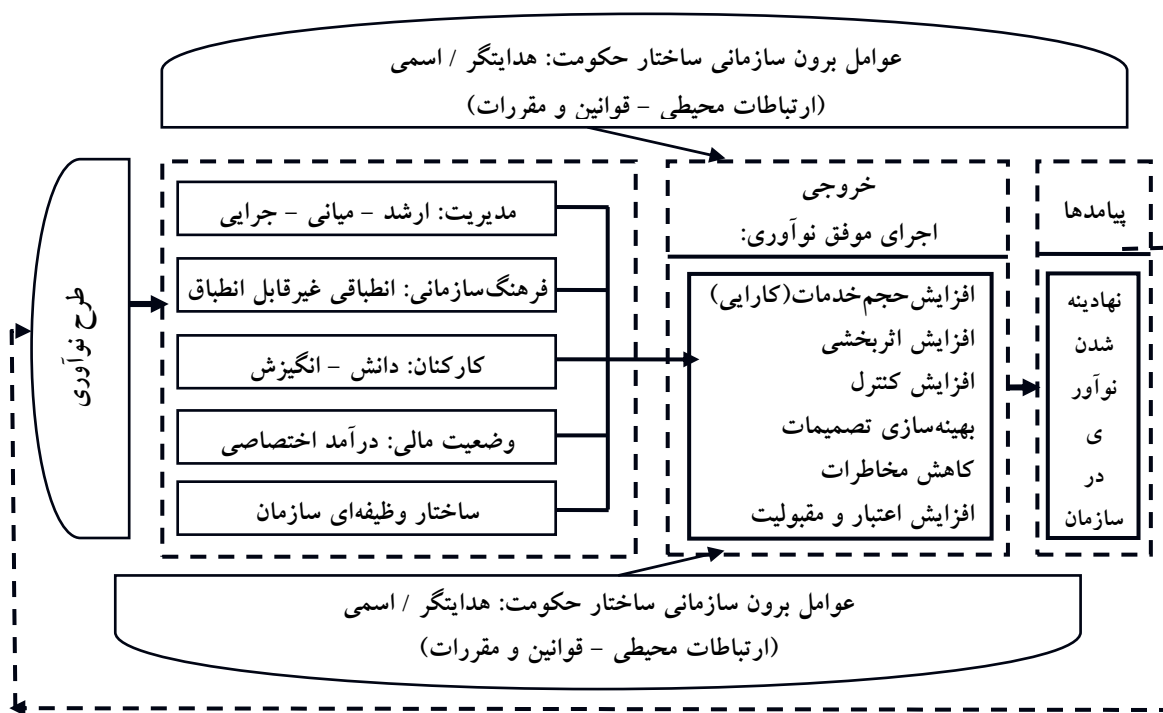 عوامل برون سازمانی ساختار حکومت: هدایتگر / اسمی
(ارتباطات محیطی – قوانین و مقررات)
طرح نوآوری
مدیریت: ارشد – میانی – جرایی
فرهنگ‌سازمانی: انطباقی غیرقابل انطباق
کارکنان: دانش – انگیزش
وضعیت مالی: درآمد اختصاصی
ساختار وظیفه‌ای سازمان
خروجی
اجرای موفق نوآوری:
افزایش‌حجم‌خدمات(کارایی)
افزایش اثربخشی
افزایش کنترل
بهینه‌سازی تصمیمات
کاهش مخاطرات
افزایش اعتبار و مقبولیت
پیامدها
نهادینه
شدن
نوآور
ی
در
سازمان
عوامل برون سازمانی ساختار حکومت: هدایتگر / اسمی
(ارتباطات محیطی – قوانین و مقررات)